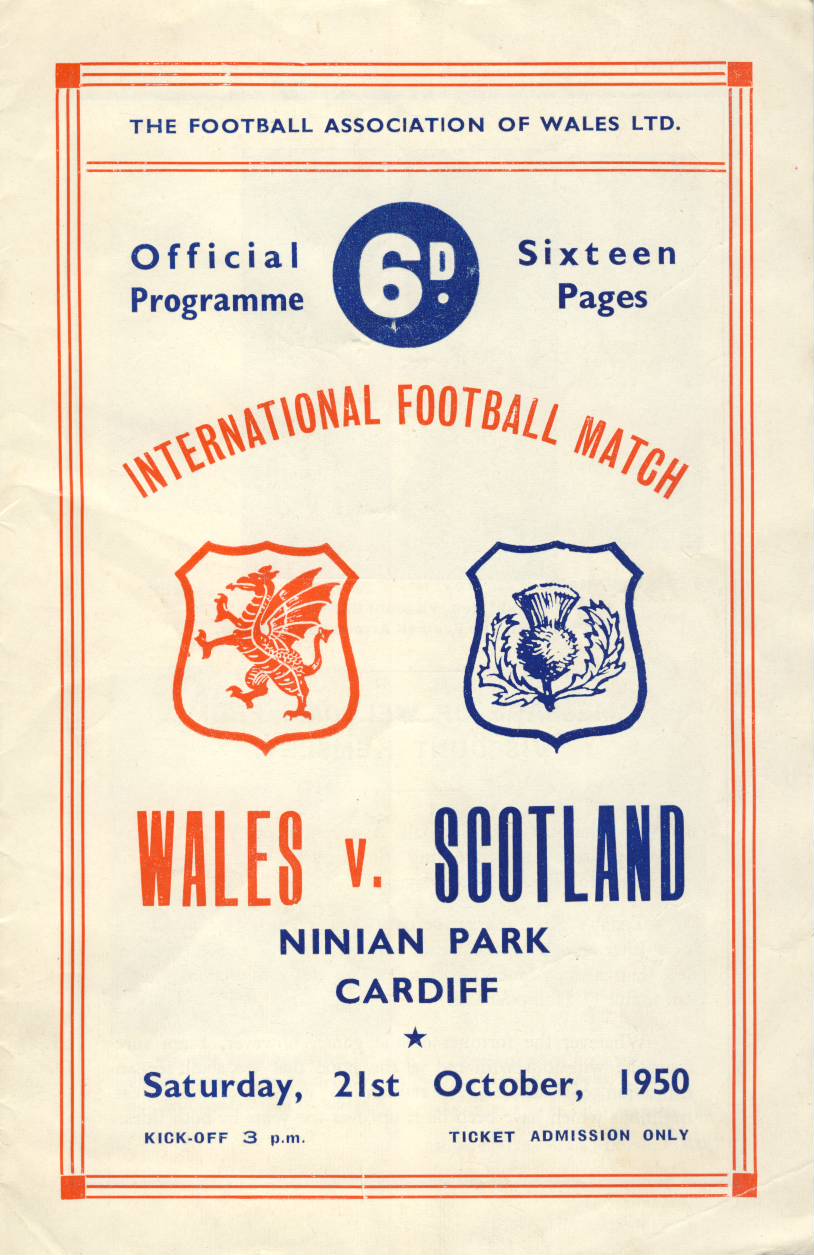 THE FOOTBALL ASSOCIATION OF WALES LTD.
Official Programme
6D.
Sixteen Pages
INTERNATIONAL FOOTBALL MATCH
WALES v. SCOTLAND
NINIAN PARK
CARDIFF
Saturday, 21st October, 1950
KICK-OFF 3 p.m. TICKET ADMISSION ONLY